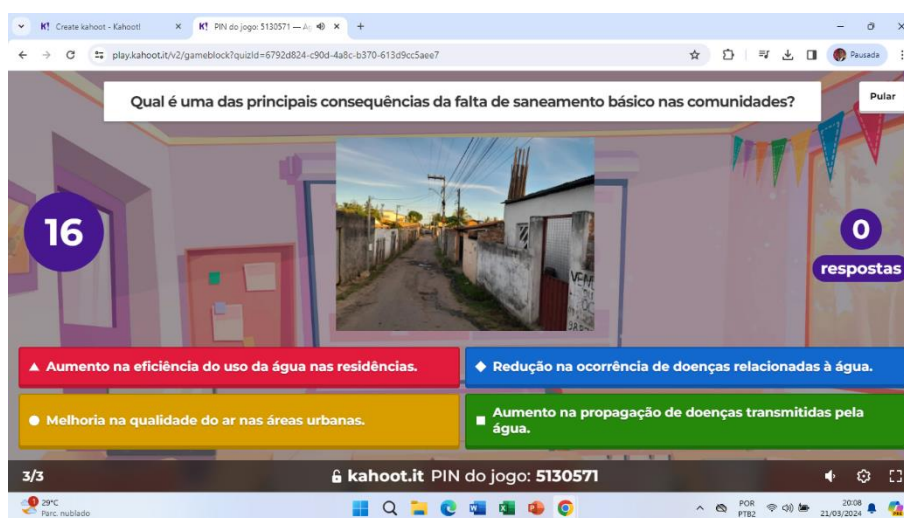 Create kahoot - Kahoot!
PIN do jogo: 5130571 —
play.kahoot.it/v2/gameblock?quizId=6792d824-c90d-4a8c-b370-613d9cc5aee7
Pausada
Qual é uma das principais consequências da falta de saneamento básico nas comunidades?
Pular
16
0
respostas
Aumento na eficiência do uso da água nas residências.
Redução na ocorrência de doenças relacionadas à água.
Melhoria na qualidade do ar nas áreas urbanas.
Aumento na propagação de doenças transmitidas pela
água.
3/3
kahoot.it PIN do jogo: 5130571
29°C
Parc. nublado
POR
PTB2
20:08
21/03/2024